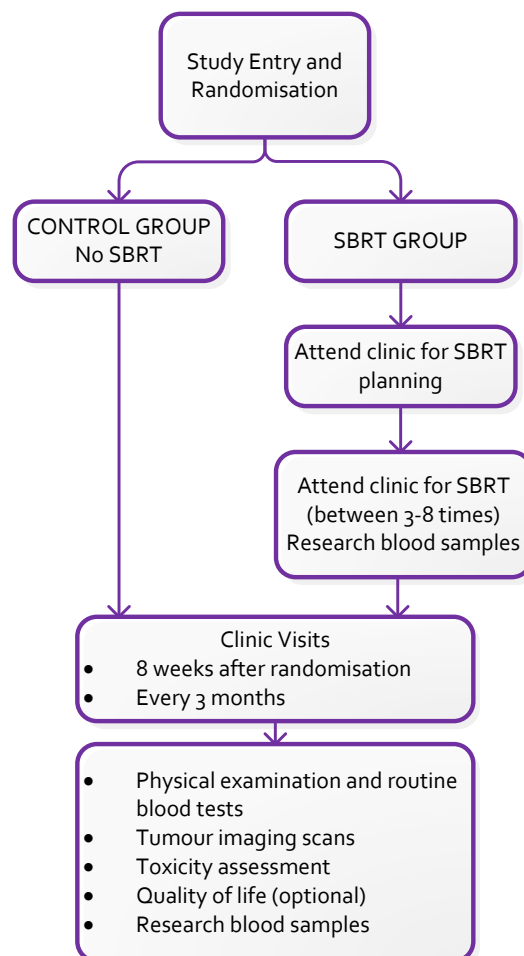 Study Entry and
Randomisation
CONTROL GROUP
No SBRT
SBRT GROUP
Attend clinic for SBRT
planning
Attend clinic for SBRT
(between 3-8 times)
Research blood samples
Clinic Visits
• 8 weeks after randomisation
• Every 3 months
• Physical examination and routine
blood tests
• Tumour imaging scans
• Toxicity assessment
• Quality of life (optional)
• Research blood samples